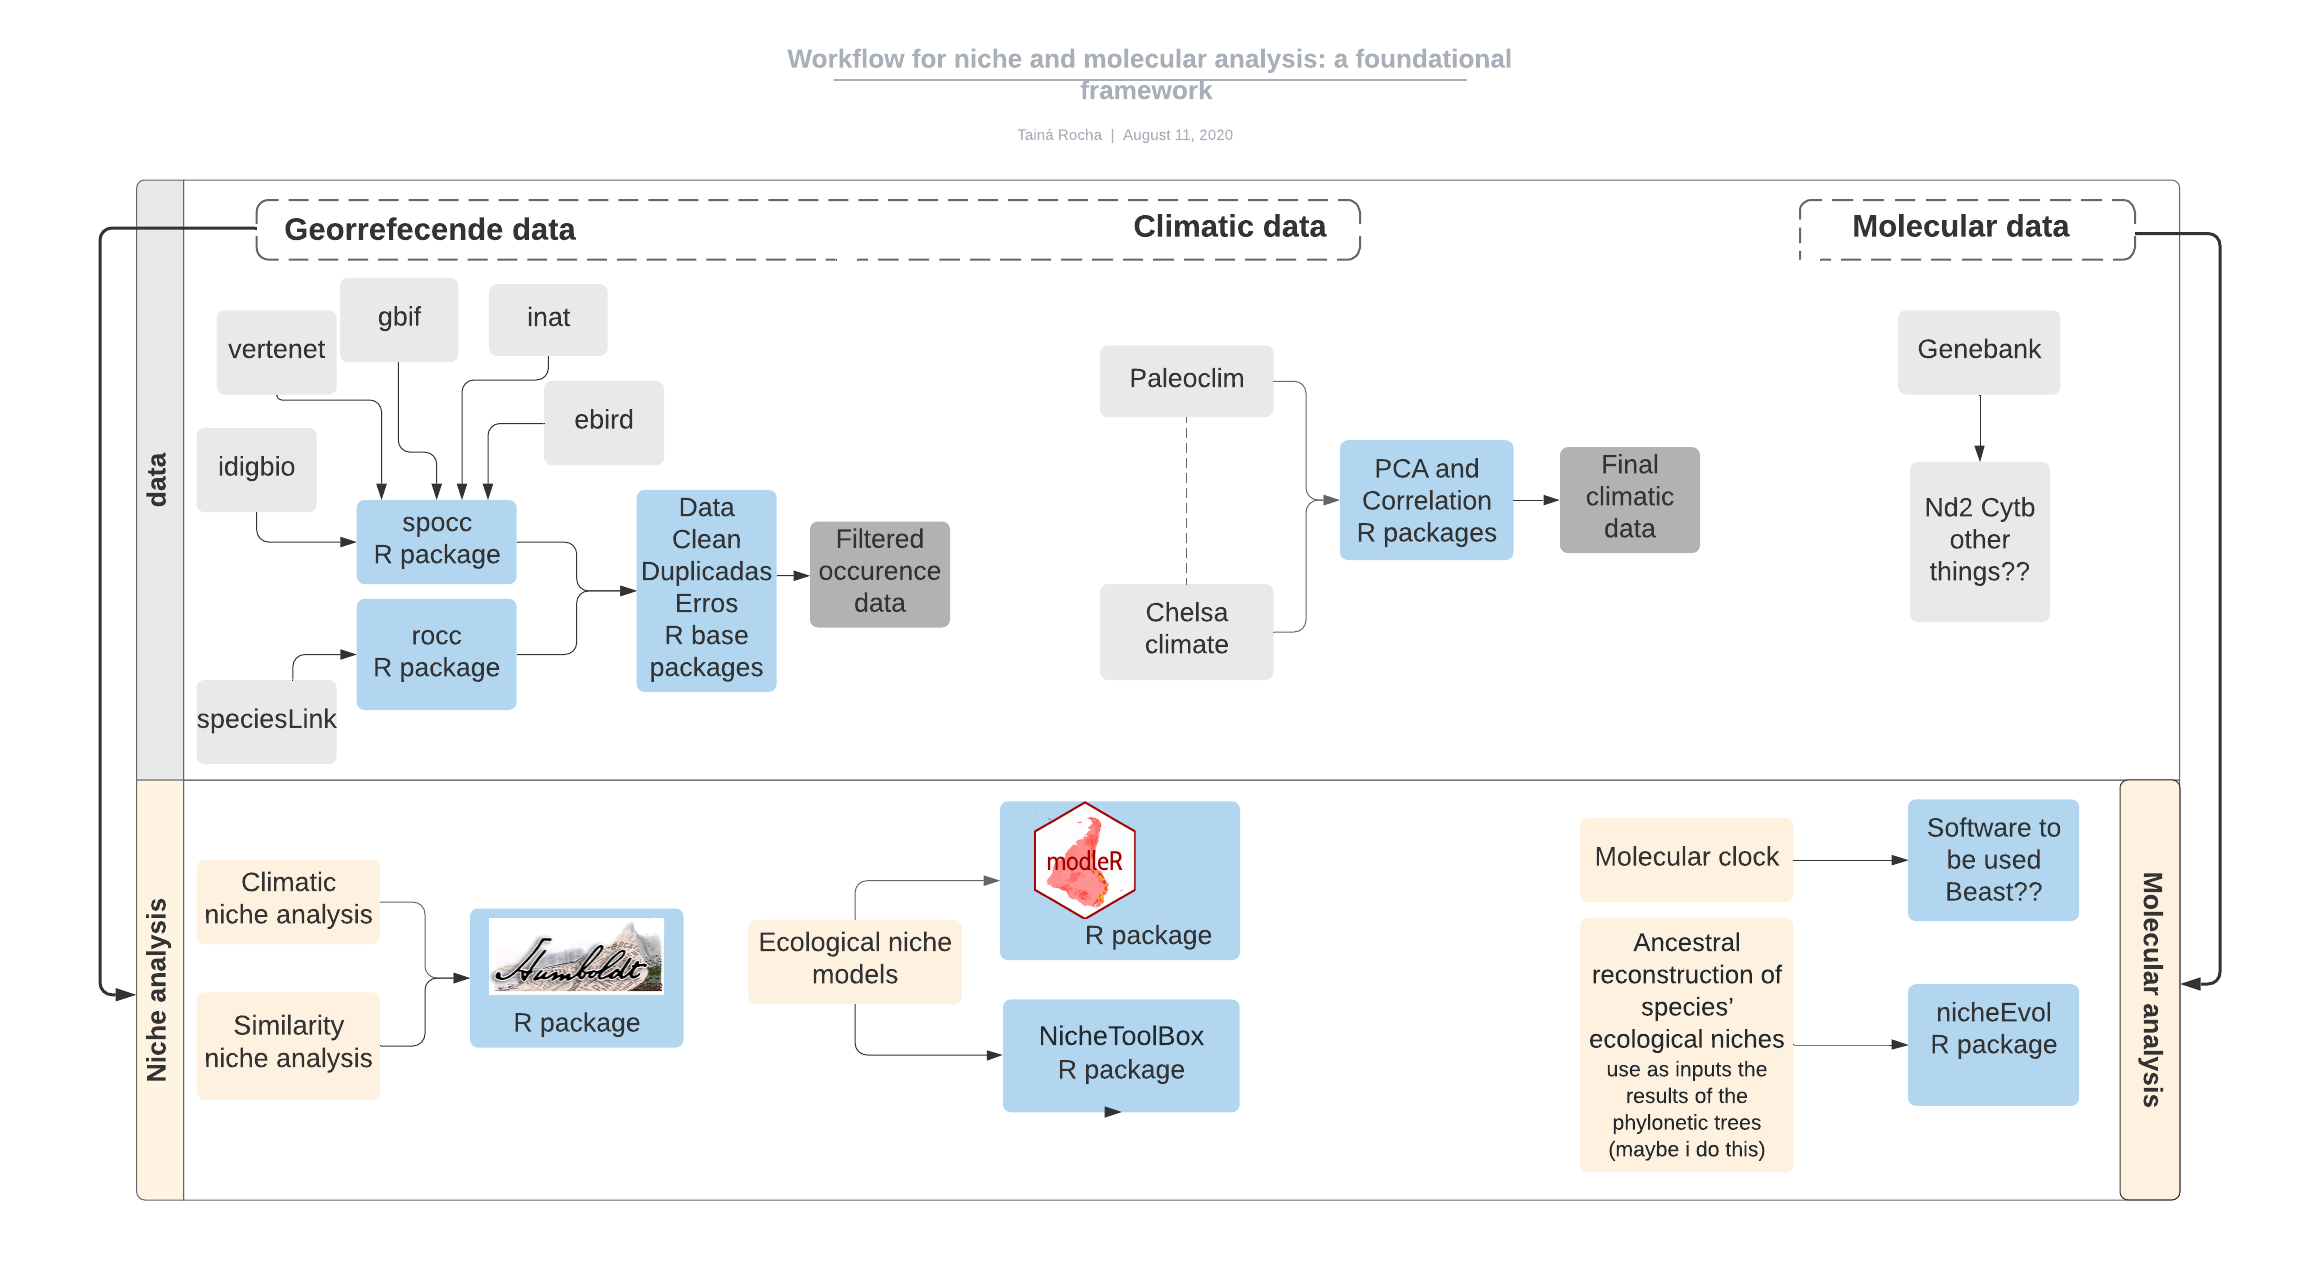 Workflow for niche and molecular analysis: a foundational
framework
Tainá Rocha | August 11, 2020
data
Georrefecende data
Climatic data
Molecular data
vertenet
gbif
inat
ebird
idigbio
spocc
R package
rocc
R package
speciesLink
Data
Clean
Duplicadas
Erros
R base
packages
Filtered
occurence
data
Paleoclim
Chelsa
climate
PCA and
Correlation
R packages
Final
climatic
data
Genebank
Nd2 Cytb
other
things??
Niche analysis
Climatic
niche analysis
Similarity
niche analysis
Humboldt
R package
Ecological niche
models
modleR
R package
NicheToolBox
R package
Molecular clock
Software to
be used
Beast??
Ancestral
reconstruction of
species’
ecological niches
use as inputs the
results of the
phylonetic trees
(maybe i do this)
nicheEvol
R package
Molecular analysis